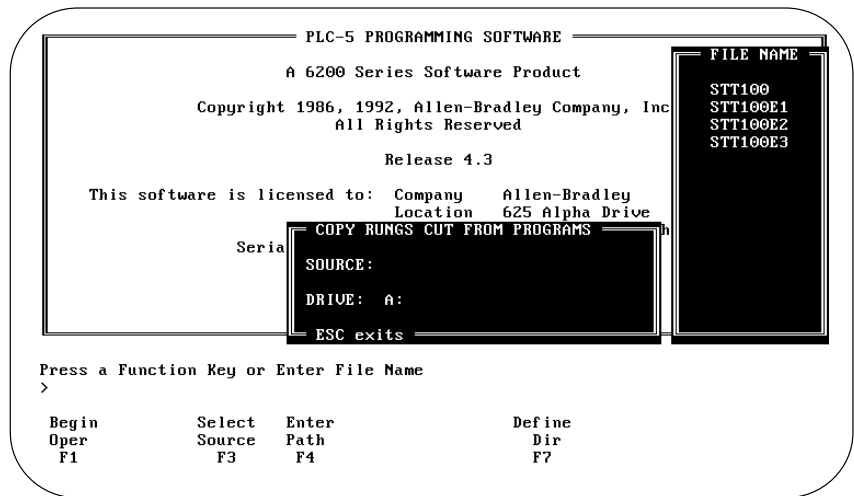 PLC-5 PROGRAMMING SOFTWARE
FILE NAME
A 6200 Series Software Product
STT100
Copyright 1986, 1992, Allen-Bradley Company, Inc
STT100E1
All Rights Reserved
STT100E2
STT100E3
Release 4.3
This software is licensed to: Company Allen-Bradley
Location 625 Alpha Drive
COPY RUNGS CUT FROM PROGRAMS h
Seria
SOURCE:
DRIVE: A:
ESC exits
Press a Function Key or Enter File Name
>
Begin Select Enter Define
Oper Source Path Dir
F1 F3 F4 F7